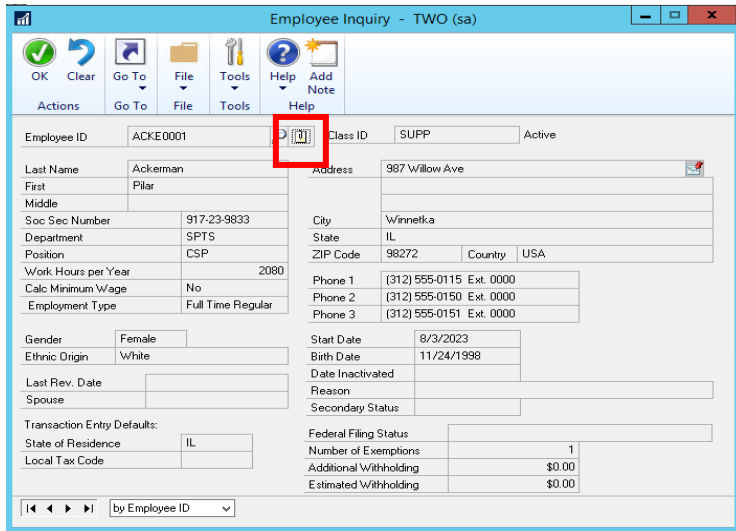 Employee Inquiry - TWO (sa)
OK Clear Go To File Tools Help Add Note
Actions Go To File Tools Help
Employee ID ACKE0001 Class ID SUPP Active
Last Name Ackerman Address 987 Willow Ave
First Pilar
Middle
Soc Sec Number 917-23-9833 City Winnetka
Department SPTS State IL
Position CSP ZIP Code 98272 Country USA
Work Hours per Year 2080
Calc Minimum Wage No Phone 1 (312) 555-0115 Ext. 0000
Employment Type Full Time Regular Phone 2 (312) 555-0150 Ext. 0000
Phone 3 (312) 555-0151 Ext. 0000
Gender Female Start Date 8/3/2023
Ethnic Origin White Birth Date 11/24/1998
Date Inactivated
Last Rev. Date Reason
Spouse Secondary Status
Transaction Entry Defaults:
Federal Filing Status
State of Residence IL Number of Exemptions 1
Local Tax Code Additional Withholding $0.00
Estimated Withholding $0.00
by Employee ID